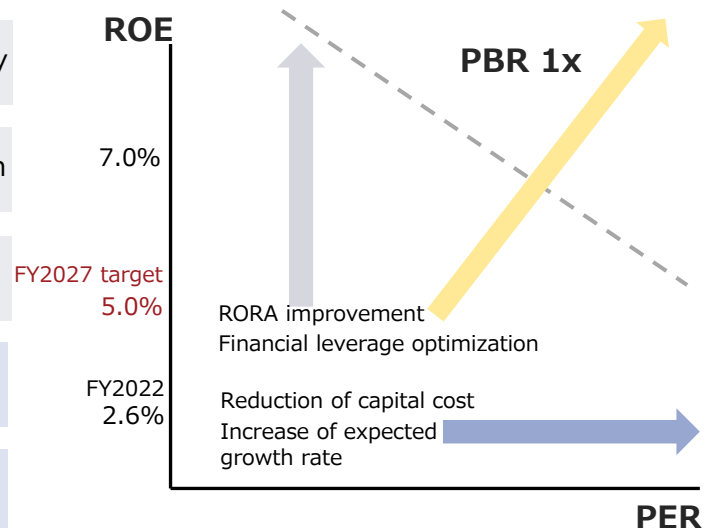 ROE
y
PBR 1x
7.0%
n
FY2027 target
5.0%
RORA improvement
Financial leverage optimization
FY2022
2.6%
Reduction of capital cost
Increase of expected
growth rate
PER